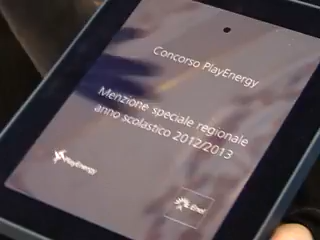 Concorso PlayEnergy
Menzione speciale regionale
anno scolastico 2012/2013
PlayEnergy
Enel